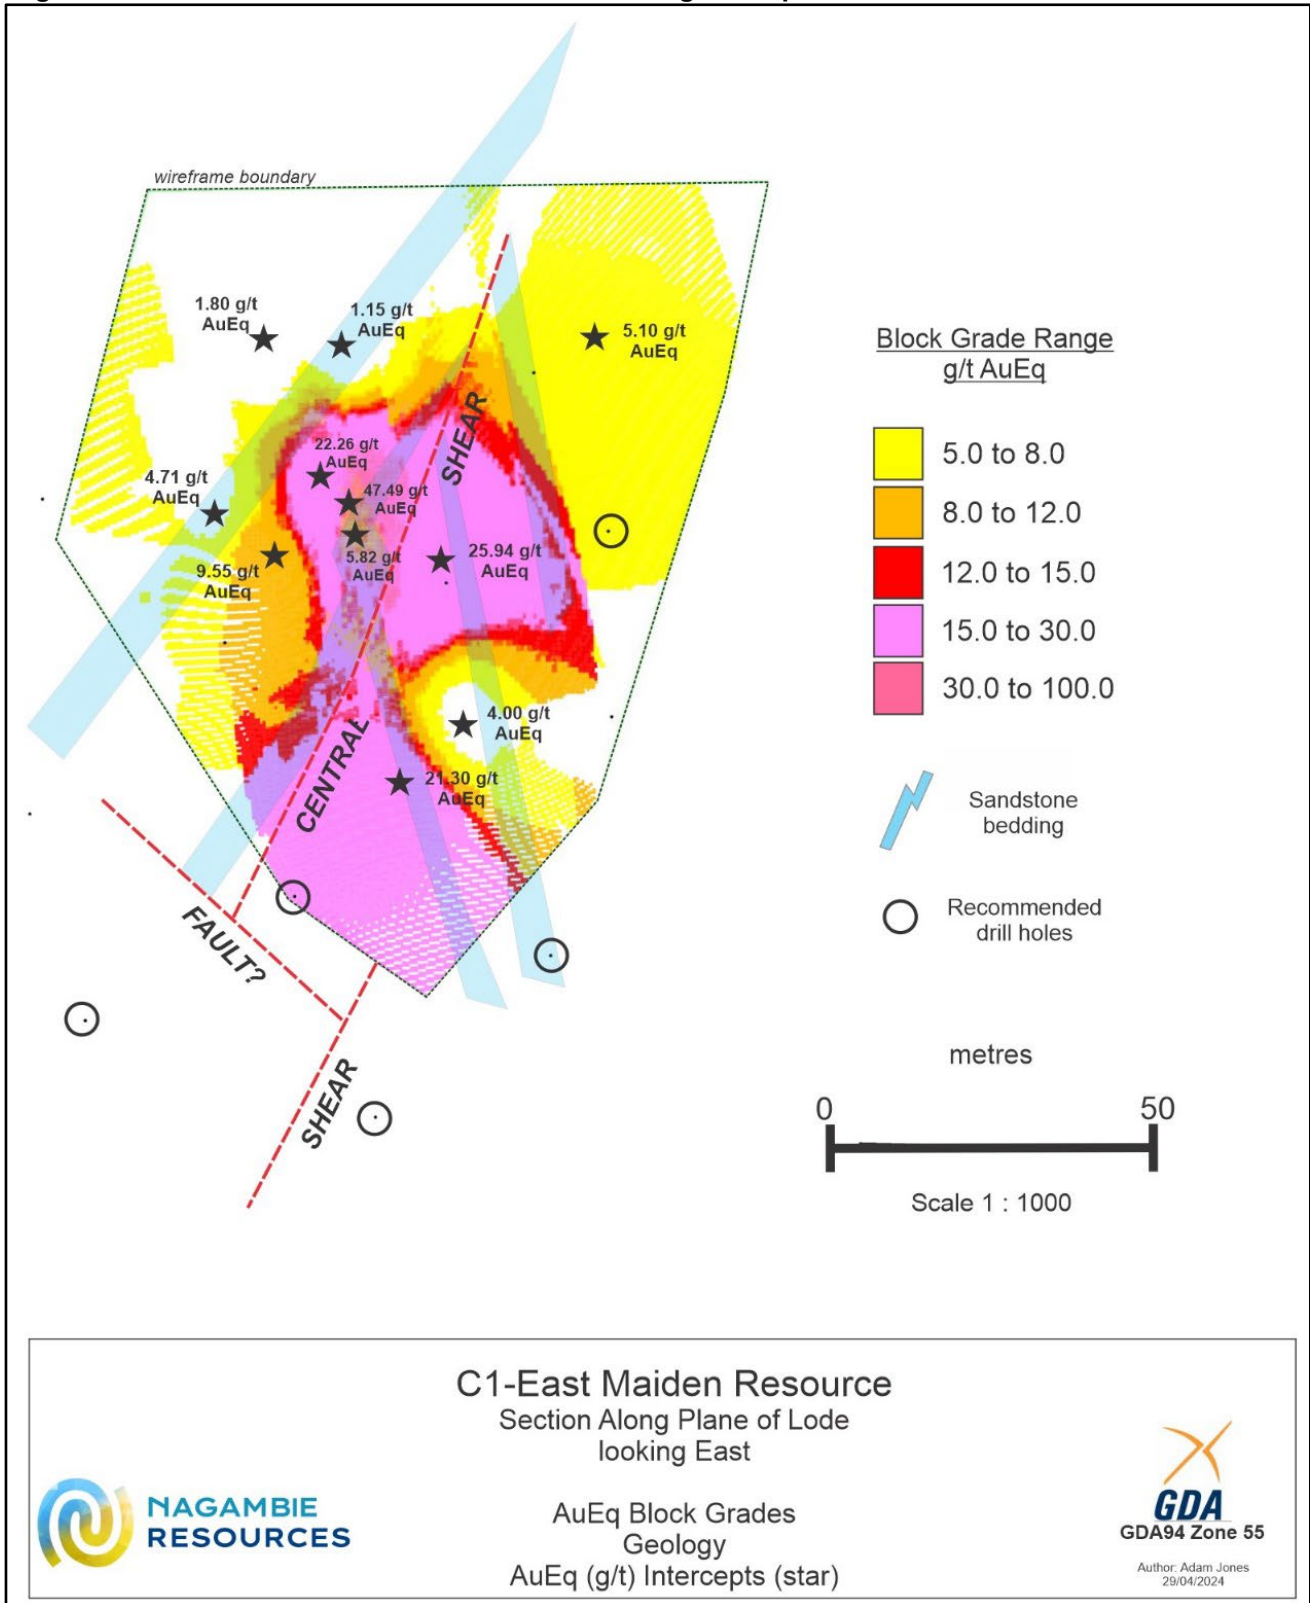 wireframe boundary
1.80 g/t
AuEq
1.15 g/t
AuEq
5.10 g/t
AuEq
SHEAR
22.26 g/t
AuEq
47.49 g/t
AuEq
4.71 g/t
AuEq
5.82 g/t
AuEq
25.94 g/t
AuEq
9.55 g/t
AuEq
4.00 g/t
AuEq
CENTRAL
21.30 g/t
AuEq
FAULT?
SHEAR
Block Grade Range
g/t AuEq
5.0 to 8.0
8.0 to 12.0
12.0 to 15.0
15.0 to 30.0
30.0 to 100.0
Sandstone
bedding
Recommended
drill holes
metres
0 50
Scale 1 : 1000
C1-East Maiden Resource
Section Along Plane of Lode
looking East
AuEq Block Grades
Geology
AuEq (g/t) Intercepts (star)
NAGAMBIE
RESOURCES
GDA
GDA94 Zone 55
Author: Adam Jones
29/04/2024